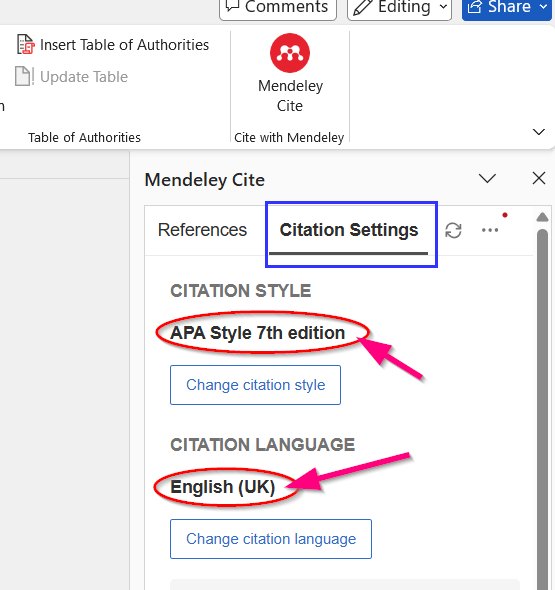 Comments
Editing
Share
Insert Table of Authorities
Update Table
n
Table of Authorities
Mendeley
Cite
Cite with Mendeley
Mendeley Cite
References
Citation Settings
CITATION STYLE
APA Style 7th edition
Change citation style
CITATION LANGUAGE
English (UK)
Change citation language